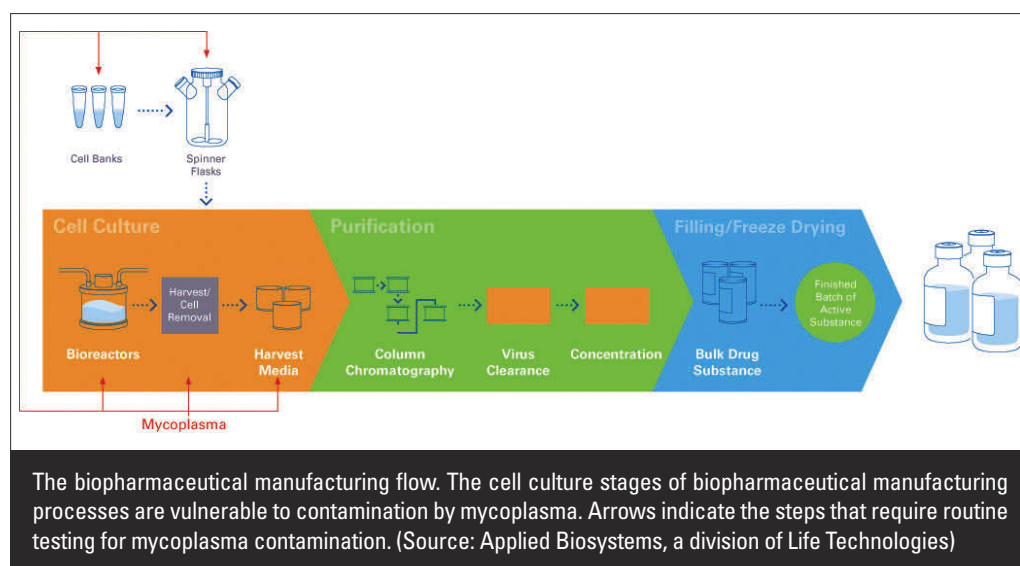 Cell Banks
Spinner
Flasks
Cell Culture
Purification
Filling/Freeze Drying
Harvest/
Cell
Removal
Finished
Batch of
Active
Substance
Bioreactors
Harvest
Media
Column
Chromatography
Virus
Clearance
Concentration
Bulk Drug
Substance
Mycoplasma
The biopharmaceutical manufacturing flow. The cell culture stages of biopharmaceutical manufacturing
processes are vulnerable to contamination by mycoplasma. Arrows indicate the steps that require routine
testing for mycoplasma contamination. (Source: Applied Biosystems, a division of Life Technologies)